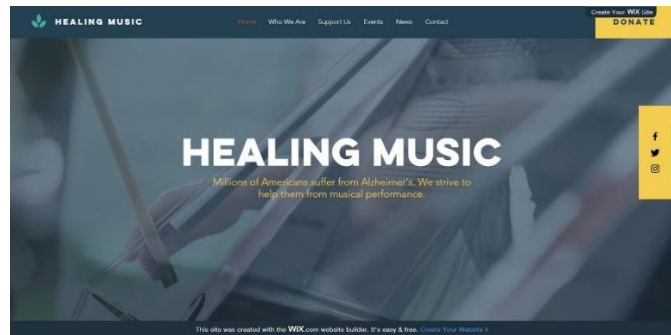 Create Your WiX Site
HEALING MUSIC
Home Who We Are Support Us Events News Contact
DONATE
HEALING MUSIC
Millions of Americans suffer from Alzheimer's. We strive to
help them from musical performance.
This site was created with the WiX.com website builder. It's easy & free. Create Your Website >